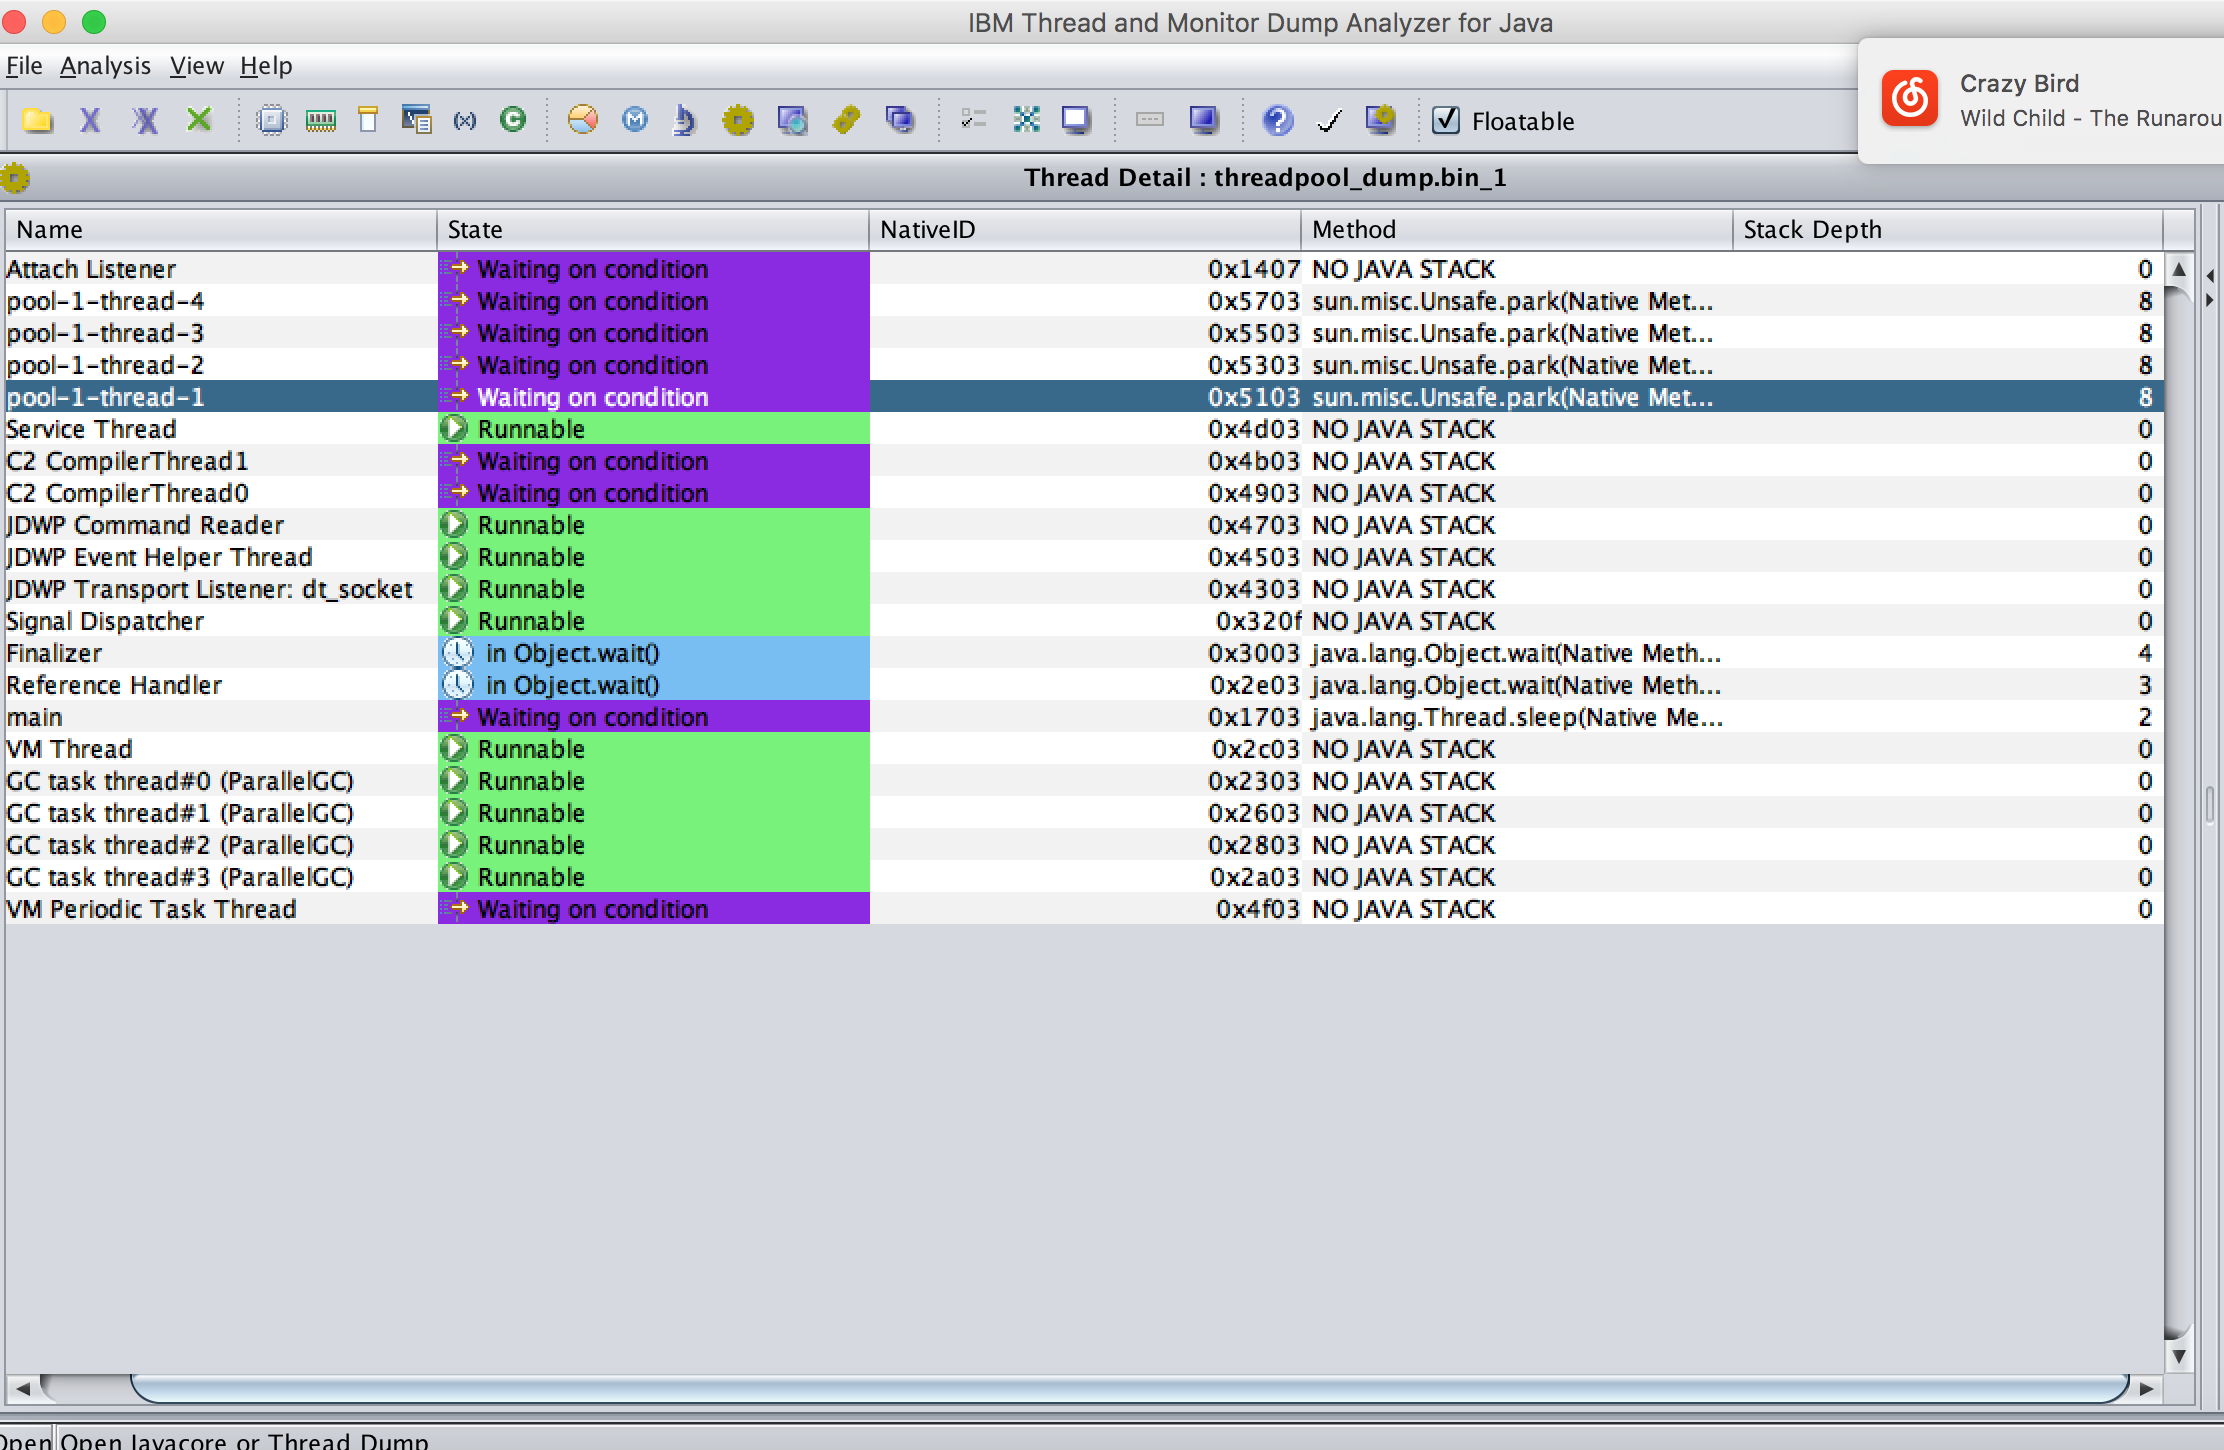 IBM Thread and Monitor Dump Analyzer for Java
File Analysis View Help
Crazy Bird
Wild Child - The Runarou
Floatable
Thread Detail : threadpool_dump.bin_1
Name State NativeID Method Stack Depth
Attach Listener Waiting on condition 0x1407 NO JAVA STACK 0
pool-1-thread-4 Waiting on condition 0x5703 sun.misc.Unsafe.park(Native Met... 8
pool-1-thread-3 Waiting on condition 0x5503 sun.misc.Unsafe.park(Native Met... 8
pool-1-thread-2 Waiting on condition 0x5303 sun.misc.Unsafe.park(Native Met... 8
pool-1-thread-1 Waiting on condition 0x5103 sun.misc.Unsafe.park(Native Met... 8
Service Thread Runnable 0x4d03 NO JAVA STACK 0
C2 CompilerThread1 Waiting on condition 0x4b03 NO JAVA STACK 0
C2 CompilerThread0 Waiting on condition 0x4903 NO JAVA STACK 0
JDWP Command Reader Runnable 0x4703 NO JAVA STACK 0
JDWP Event Helper Thread Runnable 0x4503 NO JAVA STACK 0
JDWP Transport Listener: dt_socket Runnable 0x4303 NO JAVA STACK 0
Signal Dispatcher Runnable 0x320f NO JAVA STACK 0
Finalizer in Object.wait() 0x3003 java.lang.Object.wait(Native Meth... 4
Reference Handler in Object.wait() 0x2e03 java.lang.Object.wait(Native Meth... 3
main Waiting on condition 0x1703 java.lang.Thread.sleep(Native Me... 2
VM Thread Runnable 0x2c03 NO JAVA STACK 0
GC task thread#0 (ParallelGC) Runnable 0x2303 NO JAVA STACK 0
GC task thread#1 (ParallelGC) Runnable 0x2603 NO JAVA STACK 0
GC task thread#2 (ParallelGC) Runnable 0x2803 NO JAVA STACK 0
GC task thread#3 (ParallelGC) Runnable 0x2a03 NO JAVA STACK 0
VM Periodic Task Thread Waiting on condition 0x4f03 NO JAVA STACK 0
Open Open Javacore or Thread Dump